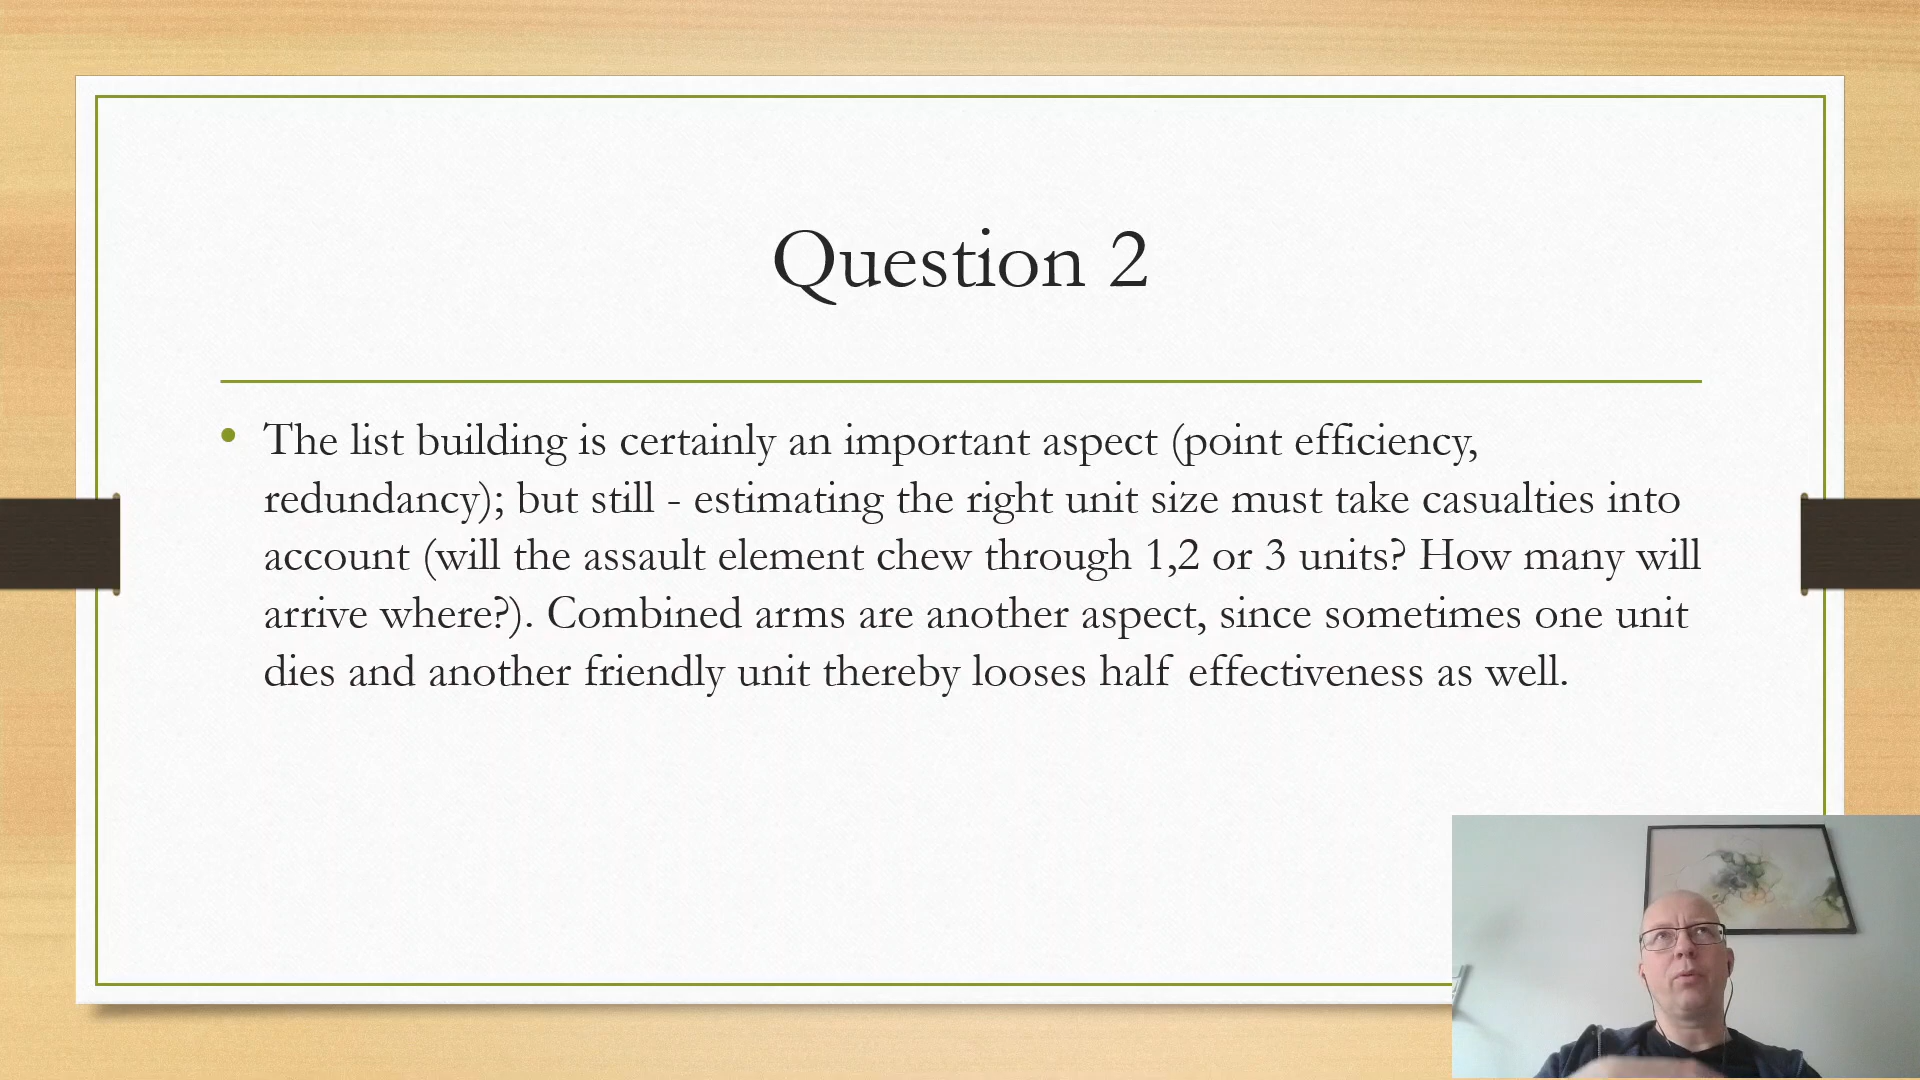 Question 2
• The list building is certainly an important aspect (point efficiency,
redundancy); but still - estimating the right unit size must take casualties into
account (will the assault element chew through 1,2 or 3 units? How many will
arrive where?). Combined arms are another aspect, since sometimes one unit
dies and another friendly unit thereby looses half effectiveness as well.